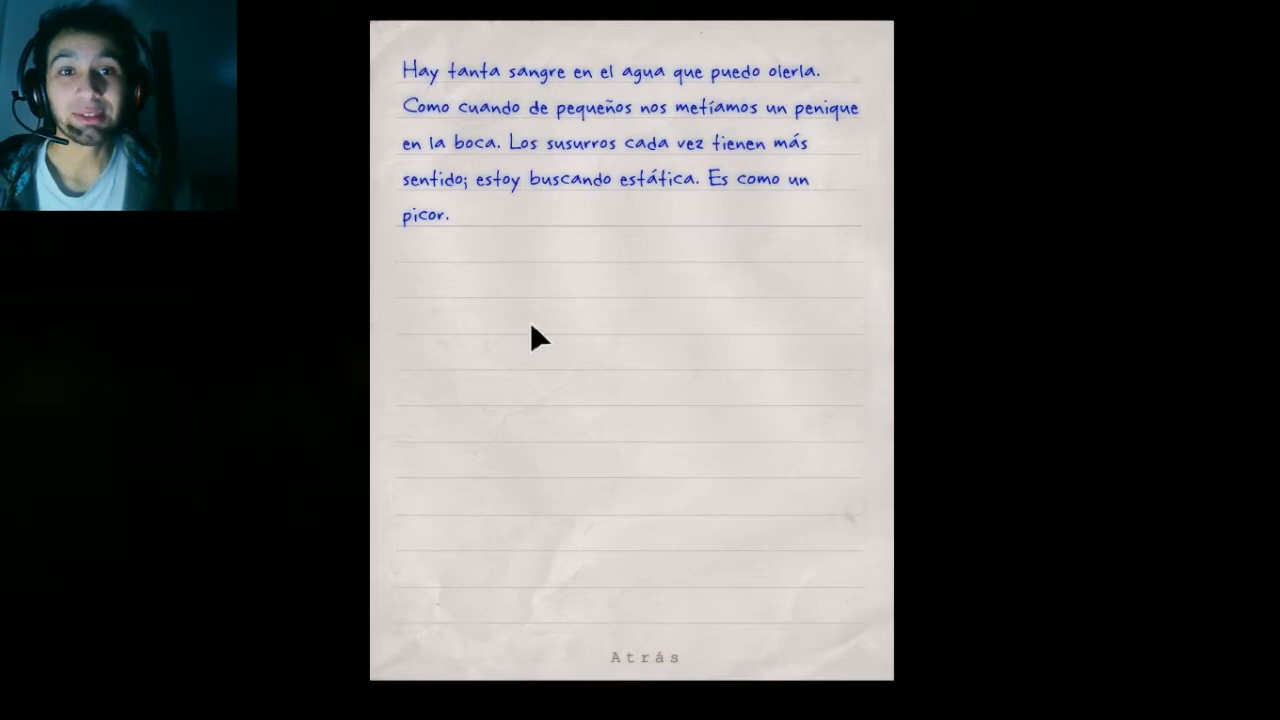 Hay tanta sangre en el agua que puedo olerla.
Como cuando de pequeños nos metíamos un penique
en la boca. Los susurros cada vez tienen más
sentido; estoy buscando estática. Es como un
picor.
Atrás